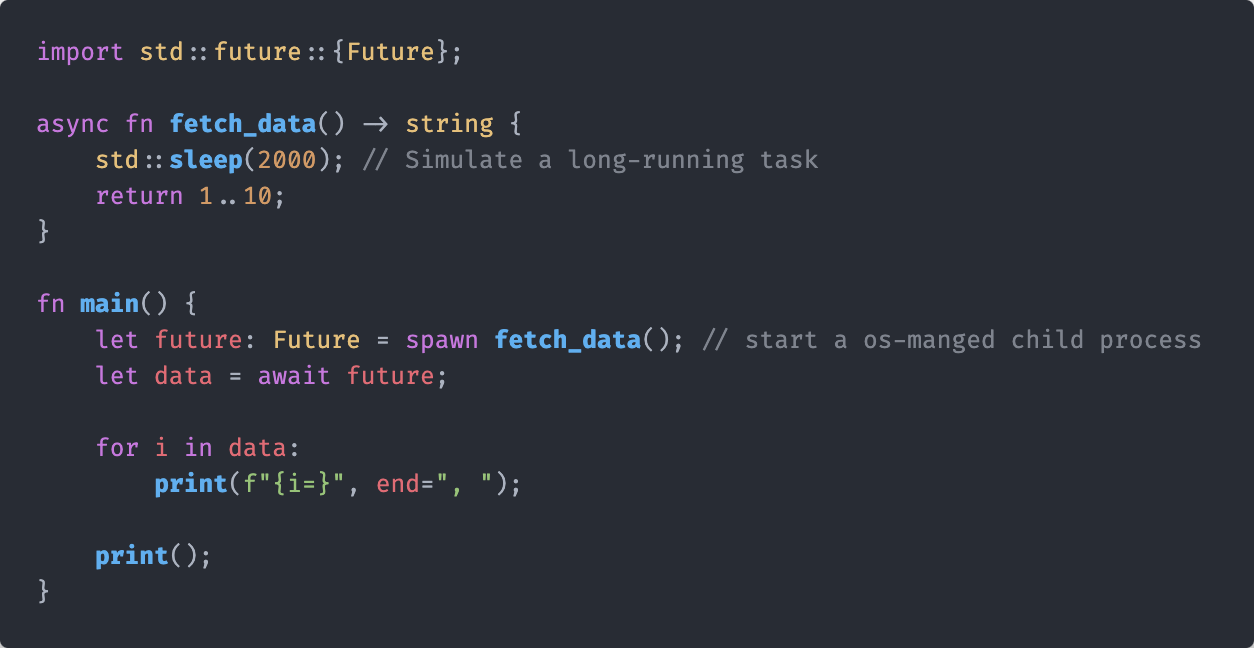 import std::future::{Future};
async fn fetch_data() -> string {
std::sleep(2000); // Simulate a long-running task
return 1..10;
}
fn main() {
let future: Future = spawn fetch_data(); // start a os-manged child process
let data = await future;
for i in data:
print(f"{i=}", end=", ");
print();
}